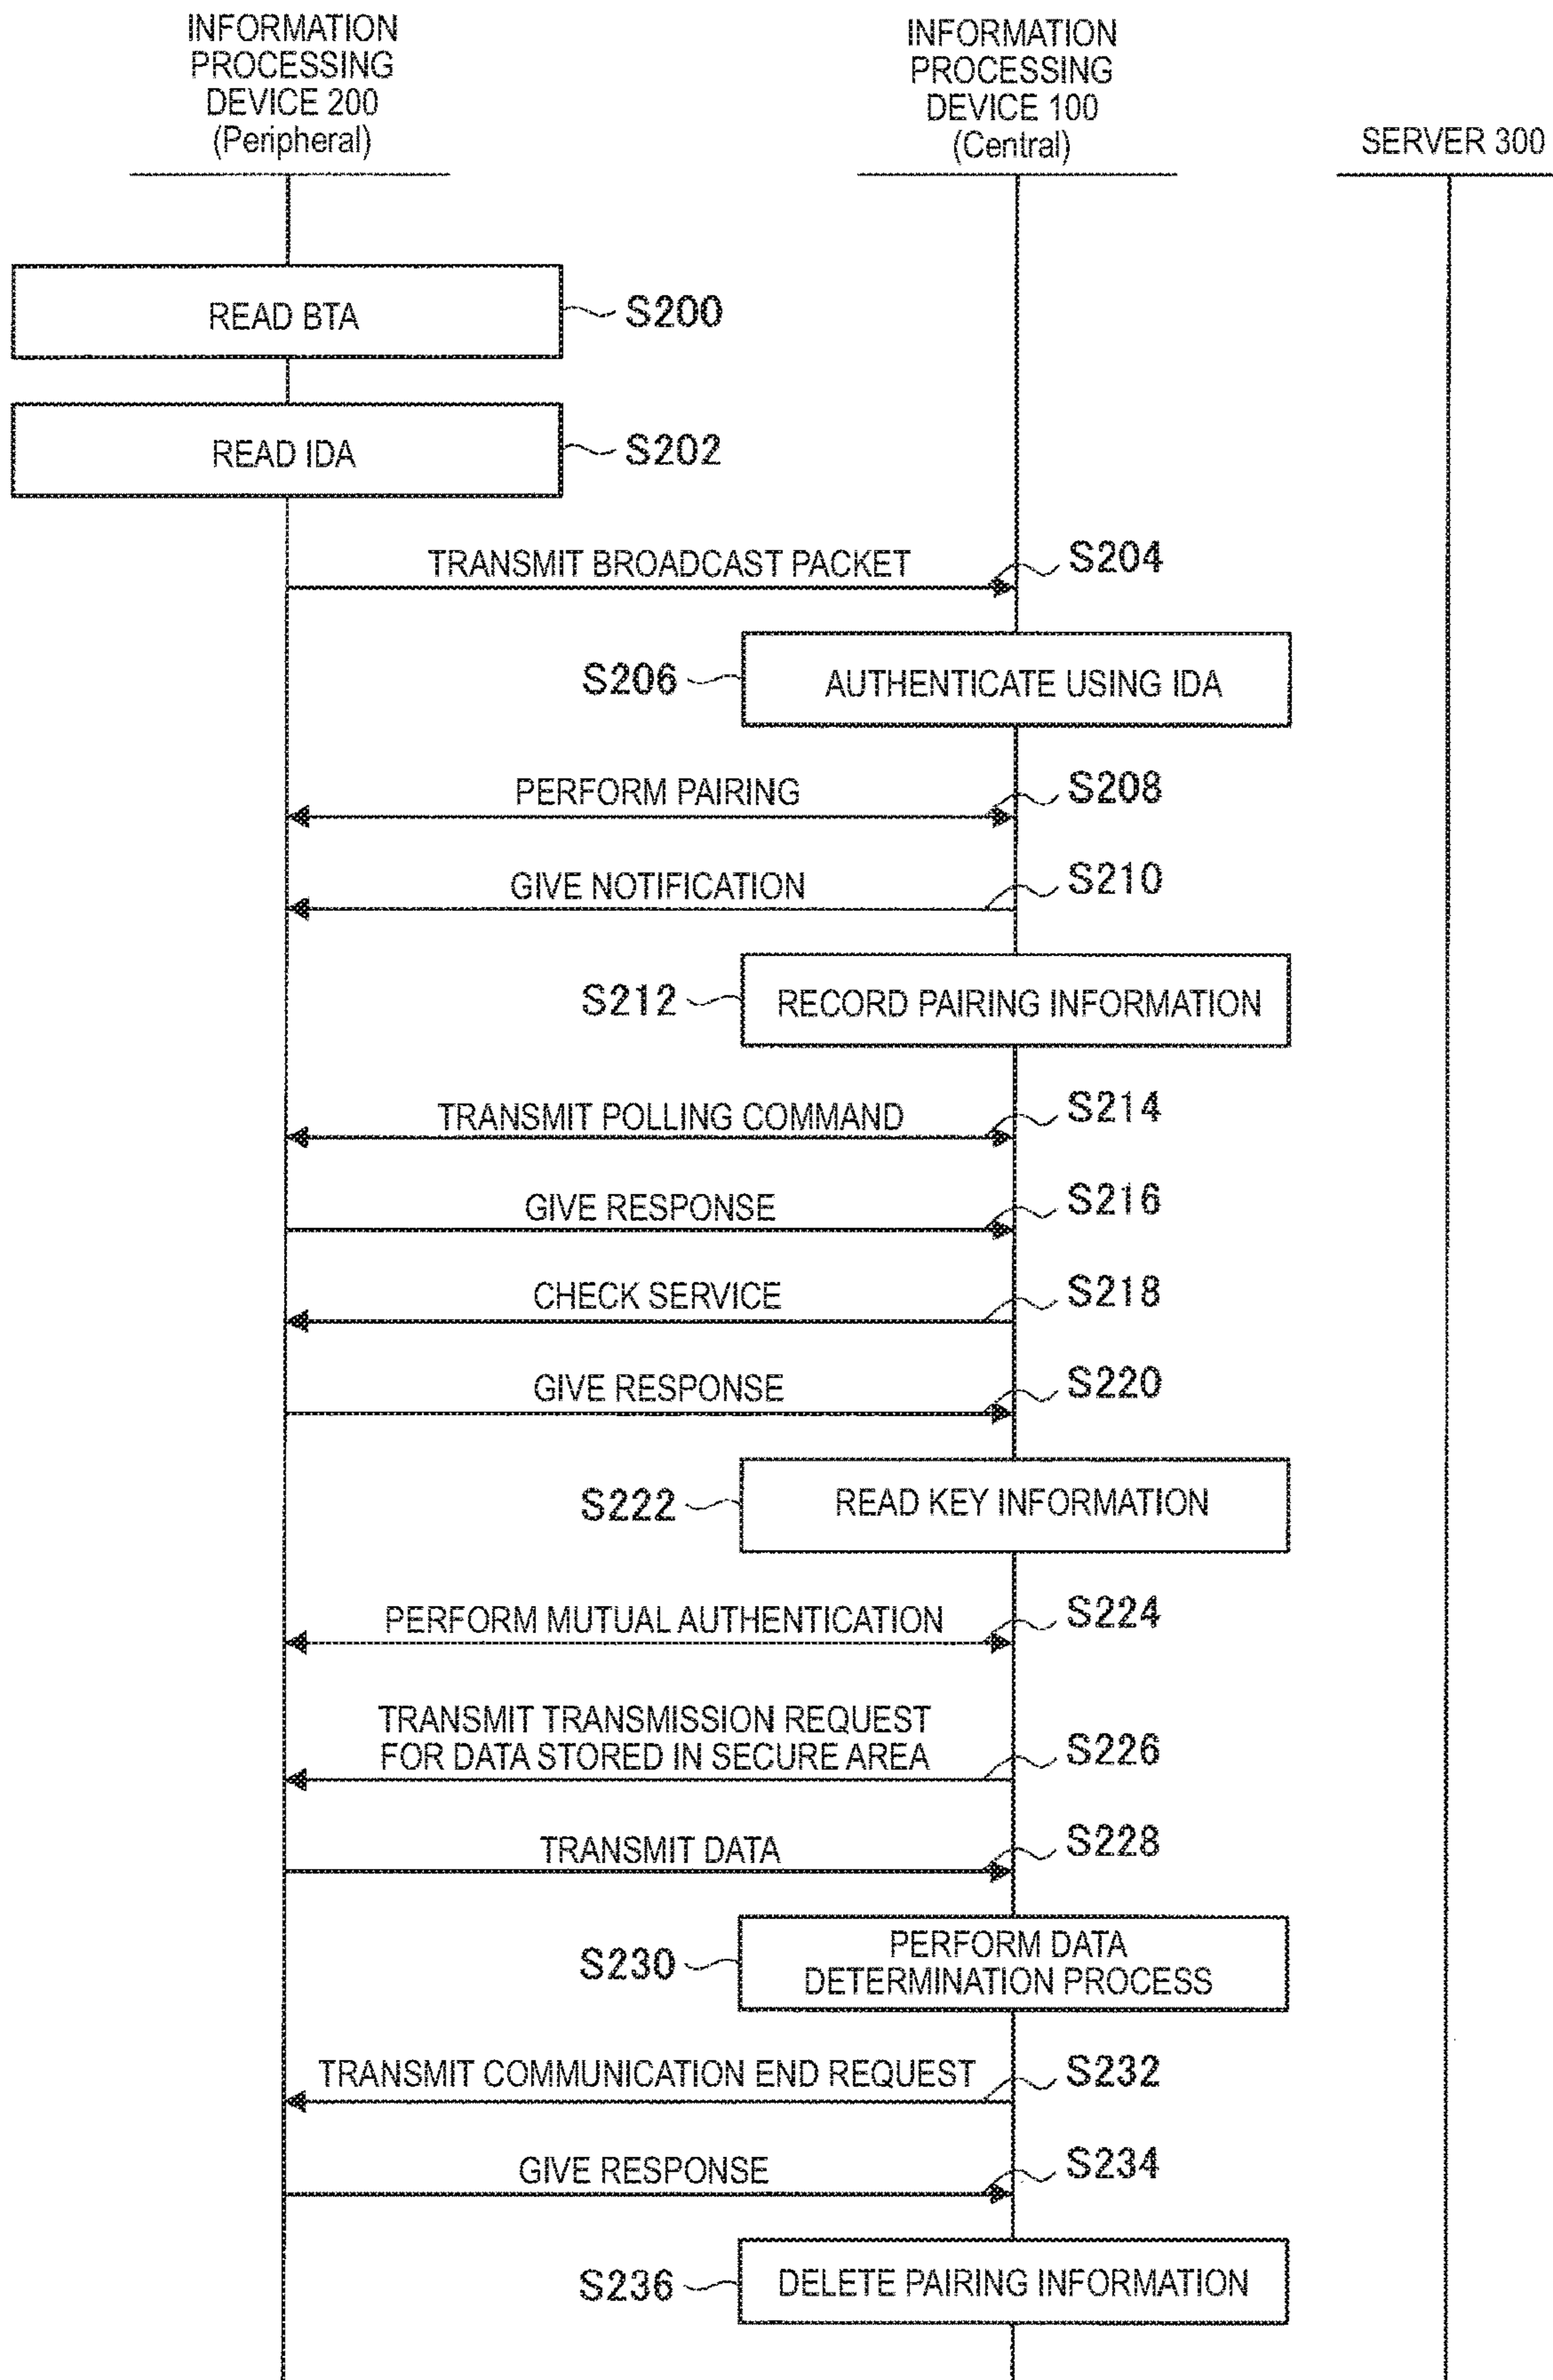 INFORMATION
PROCESSING
DEVICE 200
(Peripheral)
INFORMATION
PROCESSING
DEVICE 100
(Central)
SERVER 300
READ BTA
S200
READ IDA
S202
TRANSMIT BROADCAST PACKET
S204
S206
AUTHENTICATE USING IDA
PERFORM PAIRING
S208
GIVE NOTIFICATION
S210
S212
RECORD PAIRING INFORMATION
TRANSMIT POLLING COMMAND
S214
GIVE RESPONSE
S216
CHECK SERVICE
S218
GIVE RESPONSE
S220
S222
READ KEY INFORMATION
PERFORM MUTUAL AUTHENTICATION
S224
TRANSMIT TRANSMISSION REQUEST
FOR DATA STORED IN SECURE AREA
S226
TRANSMIT DATA
S228
S230
PERFORM DATA
DETERMINATION PROCESS
TRANSMIT COMMUNICATION END REQUEST
S232
GIVE RESPONSE
S234
S236
DELETE PAIRING INFORMATION